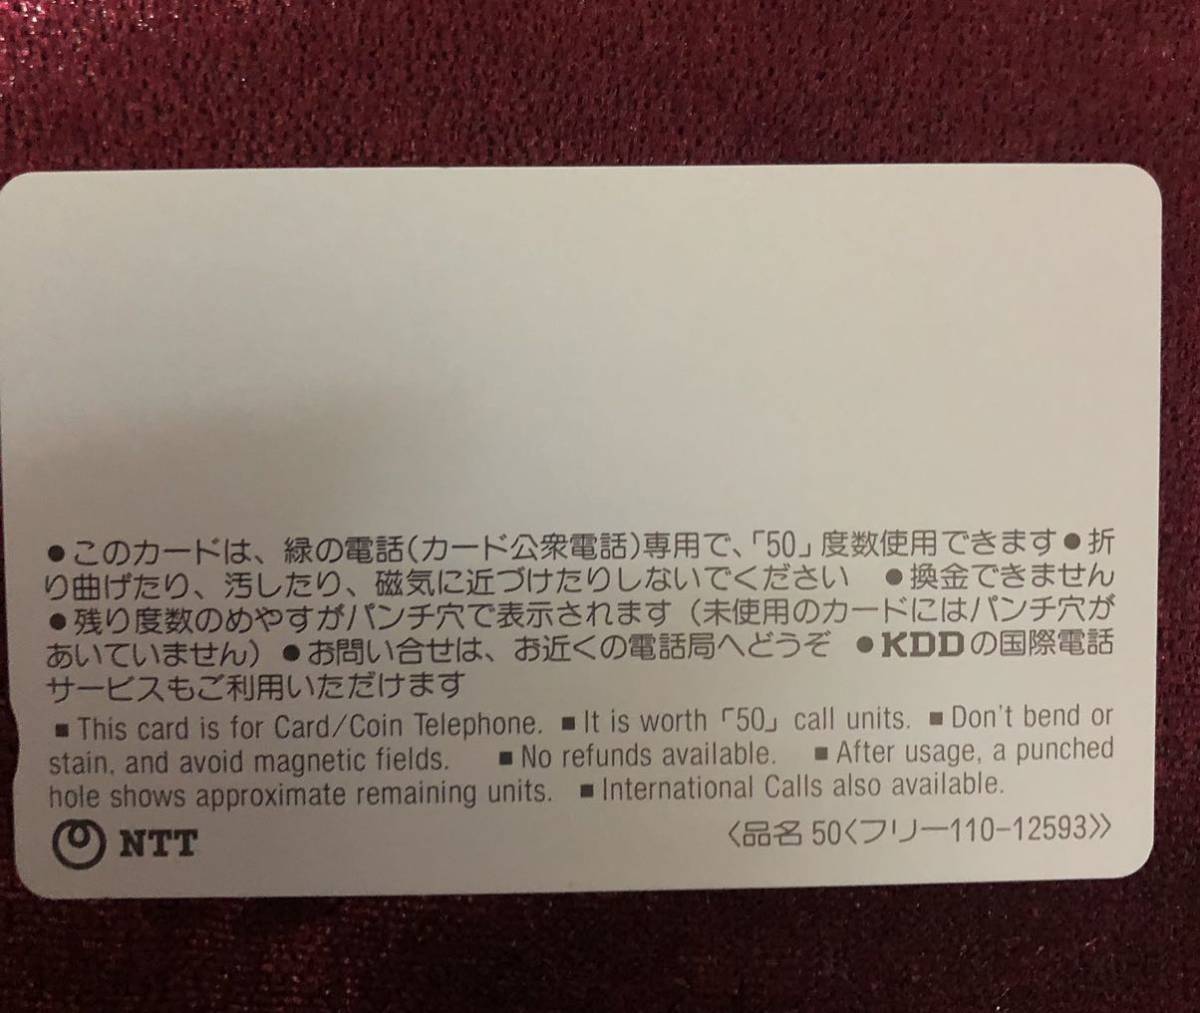 ●このカードは、緑の電話(カード公衆電話)専用で、「50」度数使用できます●折
り曲げたり、汚したり、磁気に近づけたりしないでください ●換金できません
●残り度数のめやすがパンチ穴で表示されます（未使用のカードにはパンチ穴が
あいていません）●お問い合せは、お近くの電話局へどうぞ ●KDDの国際電話
サービスもご利用いただけます
■This card is for Card/Coin Telephone. ■It is worth「50」call units. ■Don't bend or
stain, and avoid magnetic fields. ■No refunds available. ■After usage, a punched
hole shows approximate remaining units. ■International Calls also available.
NTT 〈品名 50〈フリー110-12593〉〉